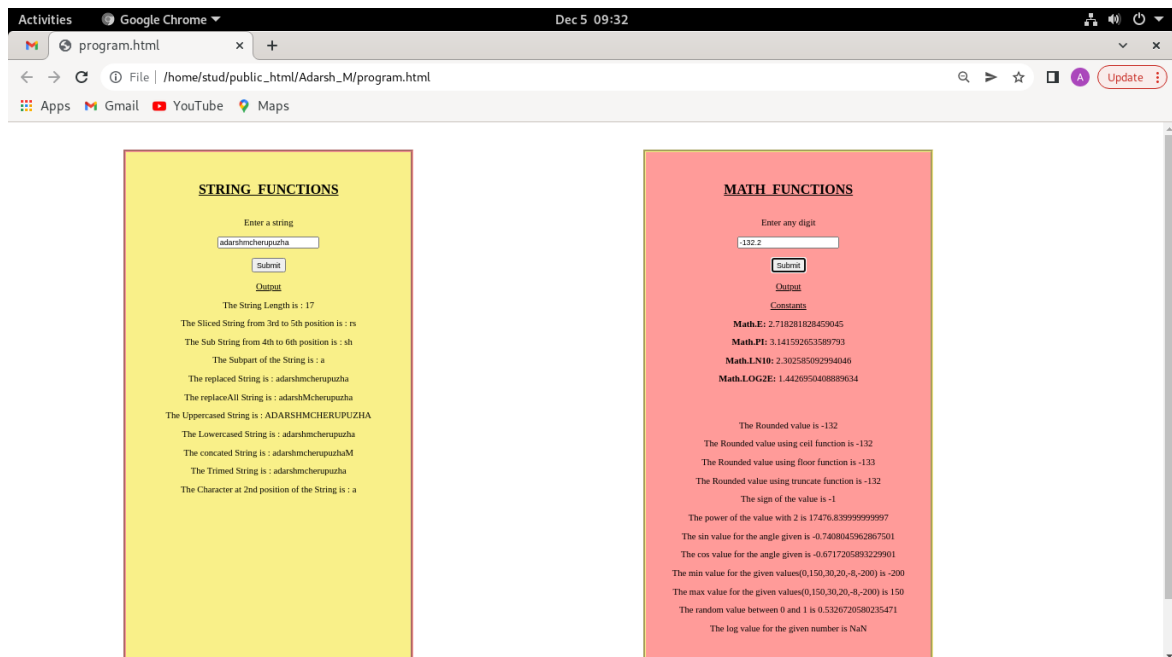 Activities Google Chrome Dec 5 09:32
program.html
File /home/stud/public_html/Adarsh_M/program.html A Update
Apps Gmail YouTube Maps
STRING FUNCTIONS
Enter a string
adarshmcherupuzha
Submit
Output
The String Length is : 17
The Sliced String from 3rd to 5th position is : rs
The Sub String from 4th to 6th position is : sh
The Subpart of the String is : a
The replaced String is : adarshmcherupuzha
The replaceAll String is : adarshMcherupuzha
The Uppercased String is : ADARSHMCHERUPUZHA
The Lowercased String is : adarshmcherupuzha
The concated String is : adarshmcherupuzhaM
The Trimed String is : adarshmcherupuzha
The Character at 2nd position of the String is : a
MATH FUNCTIONS
Enter any digit
-132.2
Submit
Output
Constants
Math.E: 2.718281828459045
Math.PI: 3.141592653589793
Math.LN10: 2.302585092994046
Math.LOG2E: 1.4426950408889634
The Rounded value is -132
The Rounded value using ceil function is -132
The Rounded value using floor function is -133
The Rounded value using truncate function is -132
The sign of the value is -1
The power of the value with 2 is 17476.839999999997
The sin value for the angle given is -0.7408045962867501
The cos value for the angle given is -0.6717205893229901
The min value for the given values(0,150,30,20,-8,-200) is -200
The max value for the given values(0,150,30,20,-8,-200) is 150
The random value between 0 and 1 is 0.5326720580235471
The log value for the given number is NaN